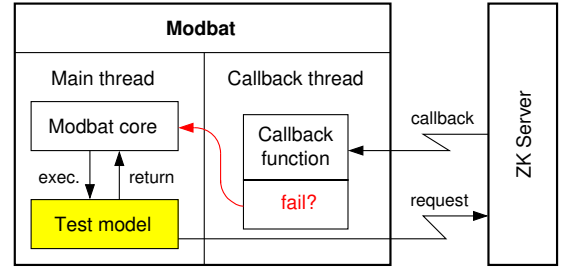 Modbat
Main thread
Callback thread
Modbat core
Callback
function
fail?
exec.
return
Test model
callback
request
ZK Server